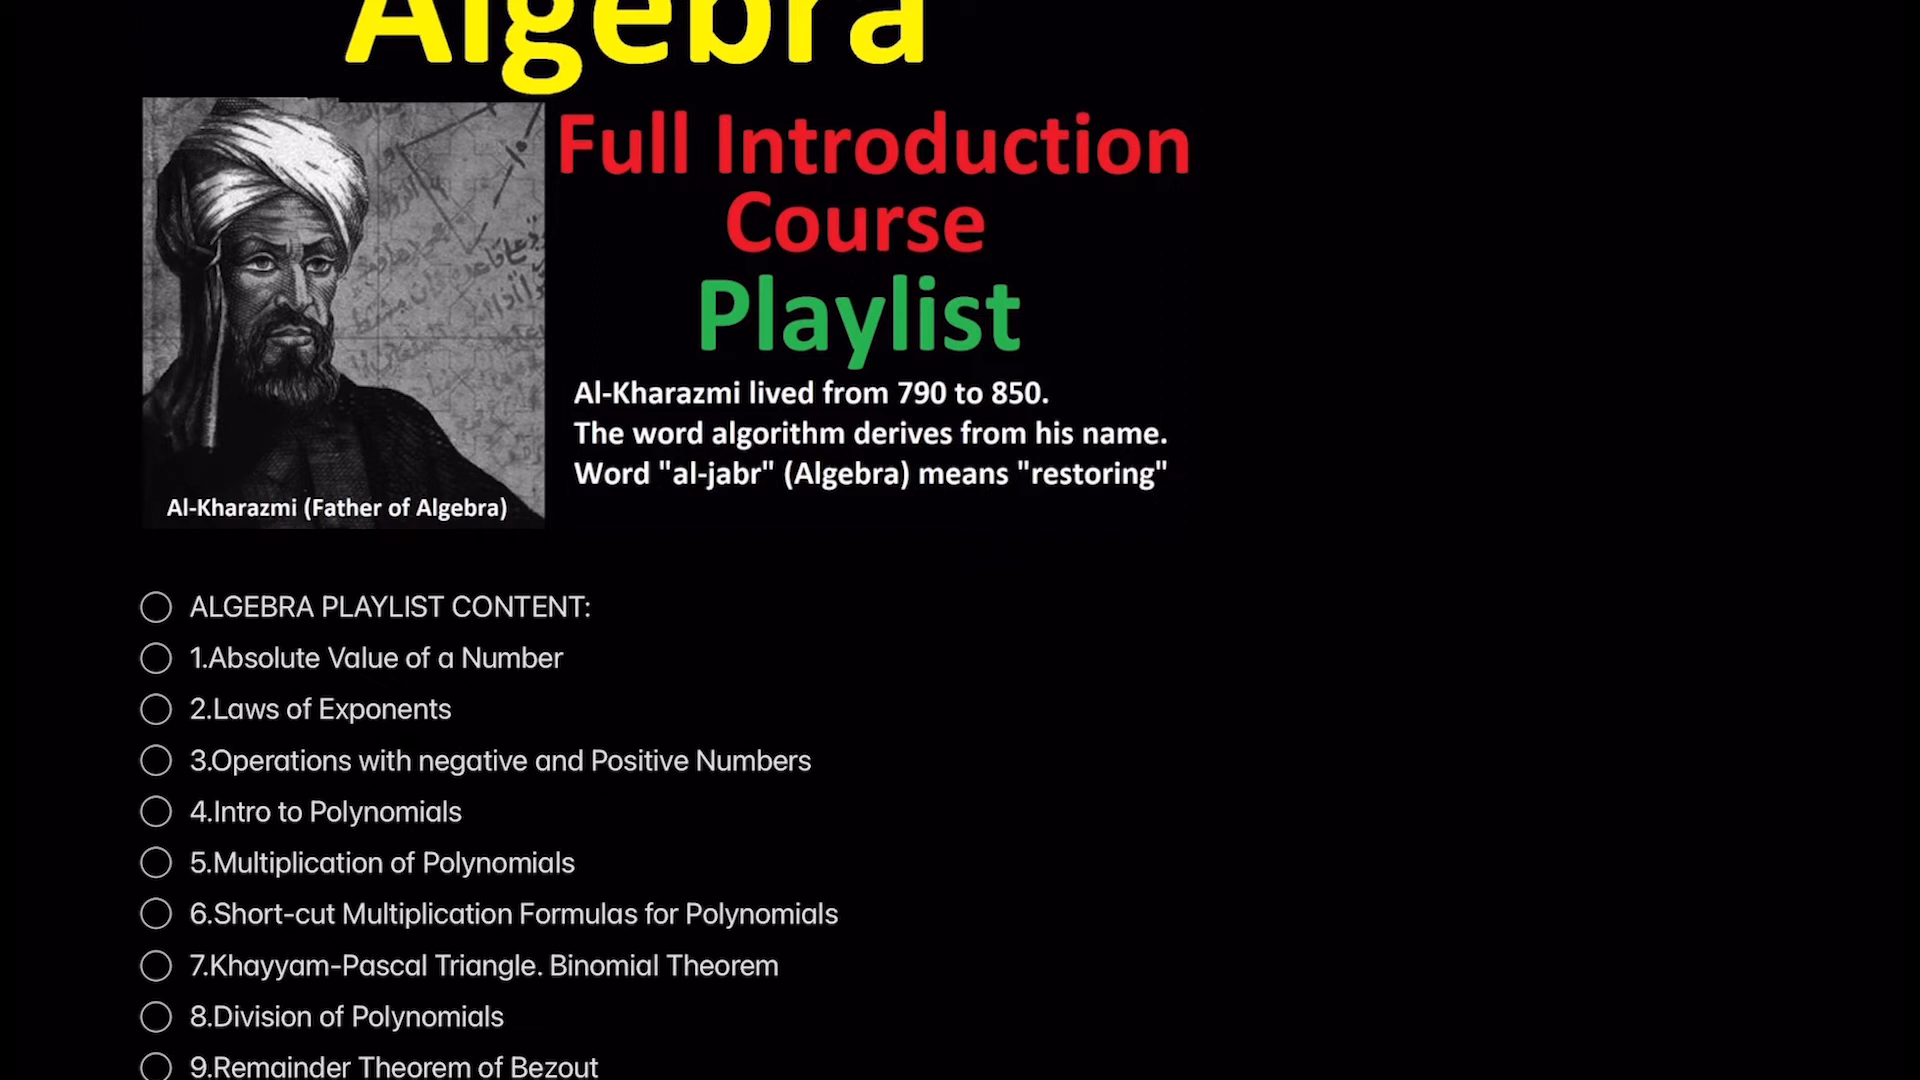 Algebra
Full Introduction
Course
Playlist
Al-Kharazmi lived from 790 to 850.
The word algorithm derives from his name.
Word "al-jabr" (Algebra) means "restoring"
Al-Kharazmi (Father of Algebra)
ALGEBRA PLAYLIST CONTENT:
1.Absolute Value of a Number
2.Laws of Exponents
3.Operations with negative and Positive Numbers
4.Intro to Polynomials
5.Multiplication of Polynomials
6.Short-cut Multiplication Formulas for Polynomials
7.Khayyam-Pascal Triangle. Binomial Theorem
8.Division of Polynomials
9.Remainder Theorem of Bezout